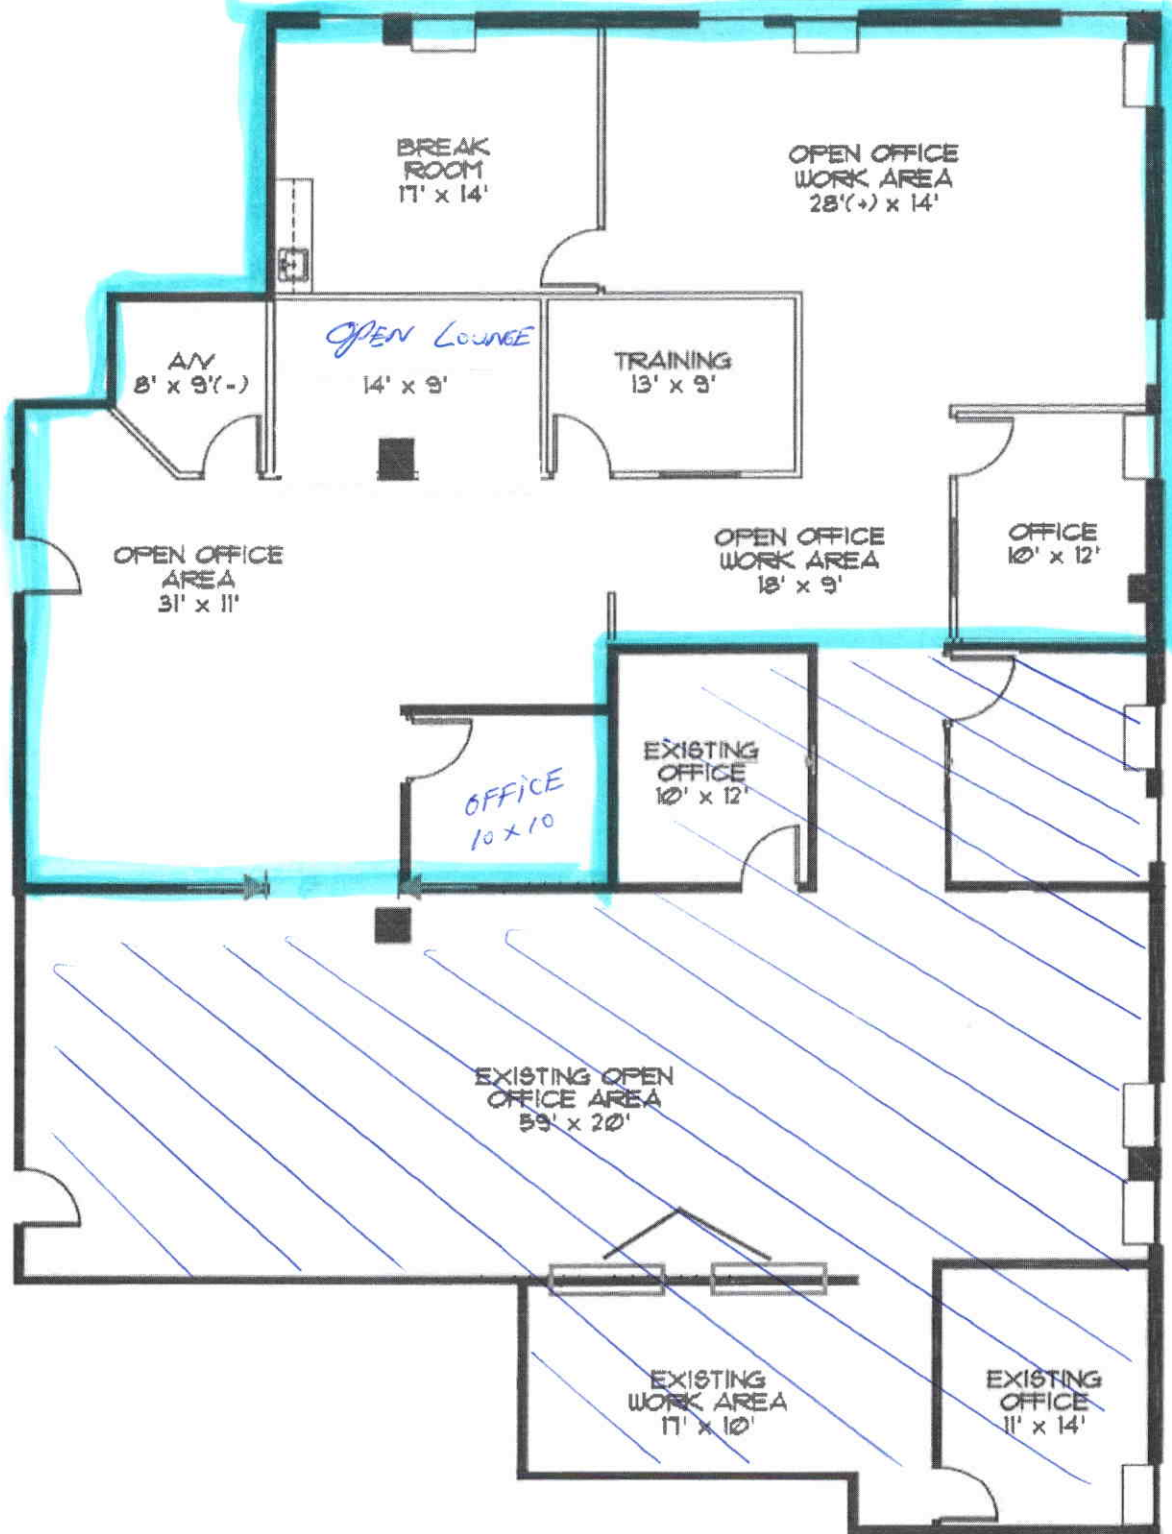 BREAK
ROOM
17' x 14'
OPEN OFFICE
WORK AREA
28'(+) x 14'
OPEN LOUNGE
14' x 9'
A/V
8' x 9'(-)
TRAINING
13' x 9'
OPEN OFFICE
AREA
31' x 11'
OPEN OFFICE
WORK AREA
18' x 9'
OFFICE
10' x 12'
EXISTING
OFFICE
10' x 12'
OFFICE
10 x 10
EXISTING OPEN
OFFICE AREA
59' x 20'
EXISTING
WORK AREA
17' x 10'
EXISTING
OFFICE
11' x 14'